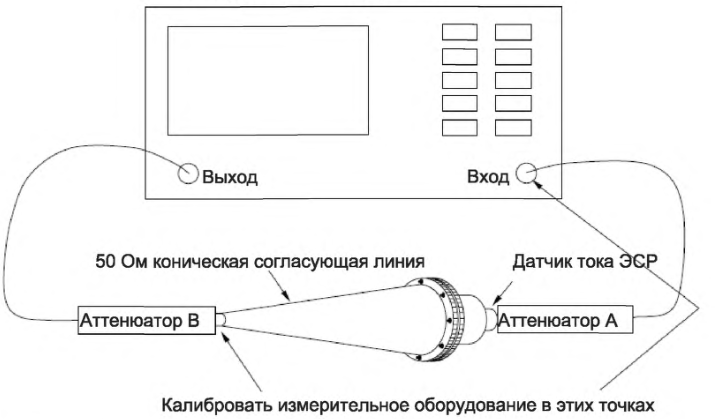 Выход
Вход
50 Ом коническая согласующая линия
Датчик тока ЭСР
Аттенюатор В
Аттенюатор А
Калибровать измерительное оборудование в этих точках